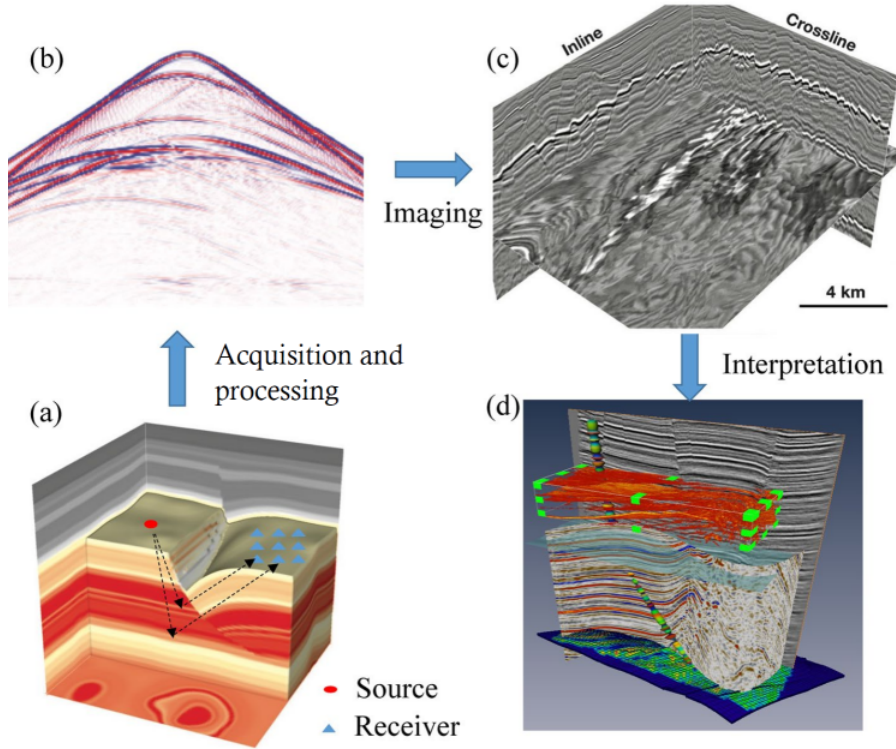 (b)
Inline
Crossline
(c)
Imaging
4 km
Acquisition and
processing
Interpretation
(a)
(d)
Source
Receiver